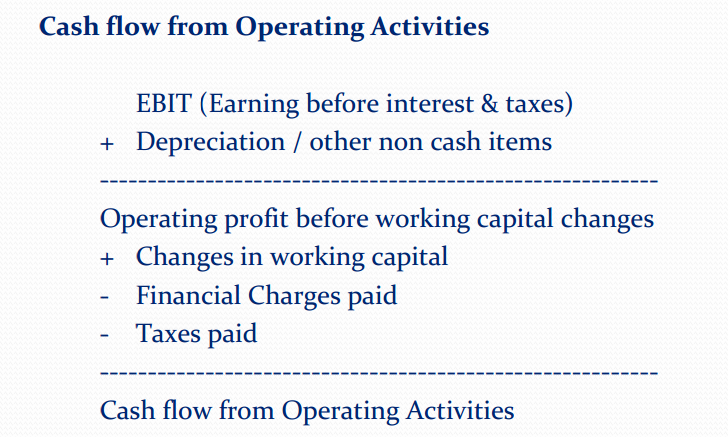 Cash flow from Operating Activities
EBIT (Earning before interest & taxes)
+ Depreciation / other non cash items
----------------------------------------------------------
Operating profit before working capital changes
+ Changes in working capital
- Financial Charges paid
- Taxes paid
----------------------------------------------------------
Cash flow from Operating Activities